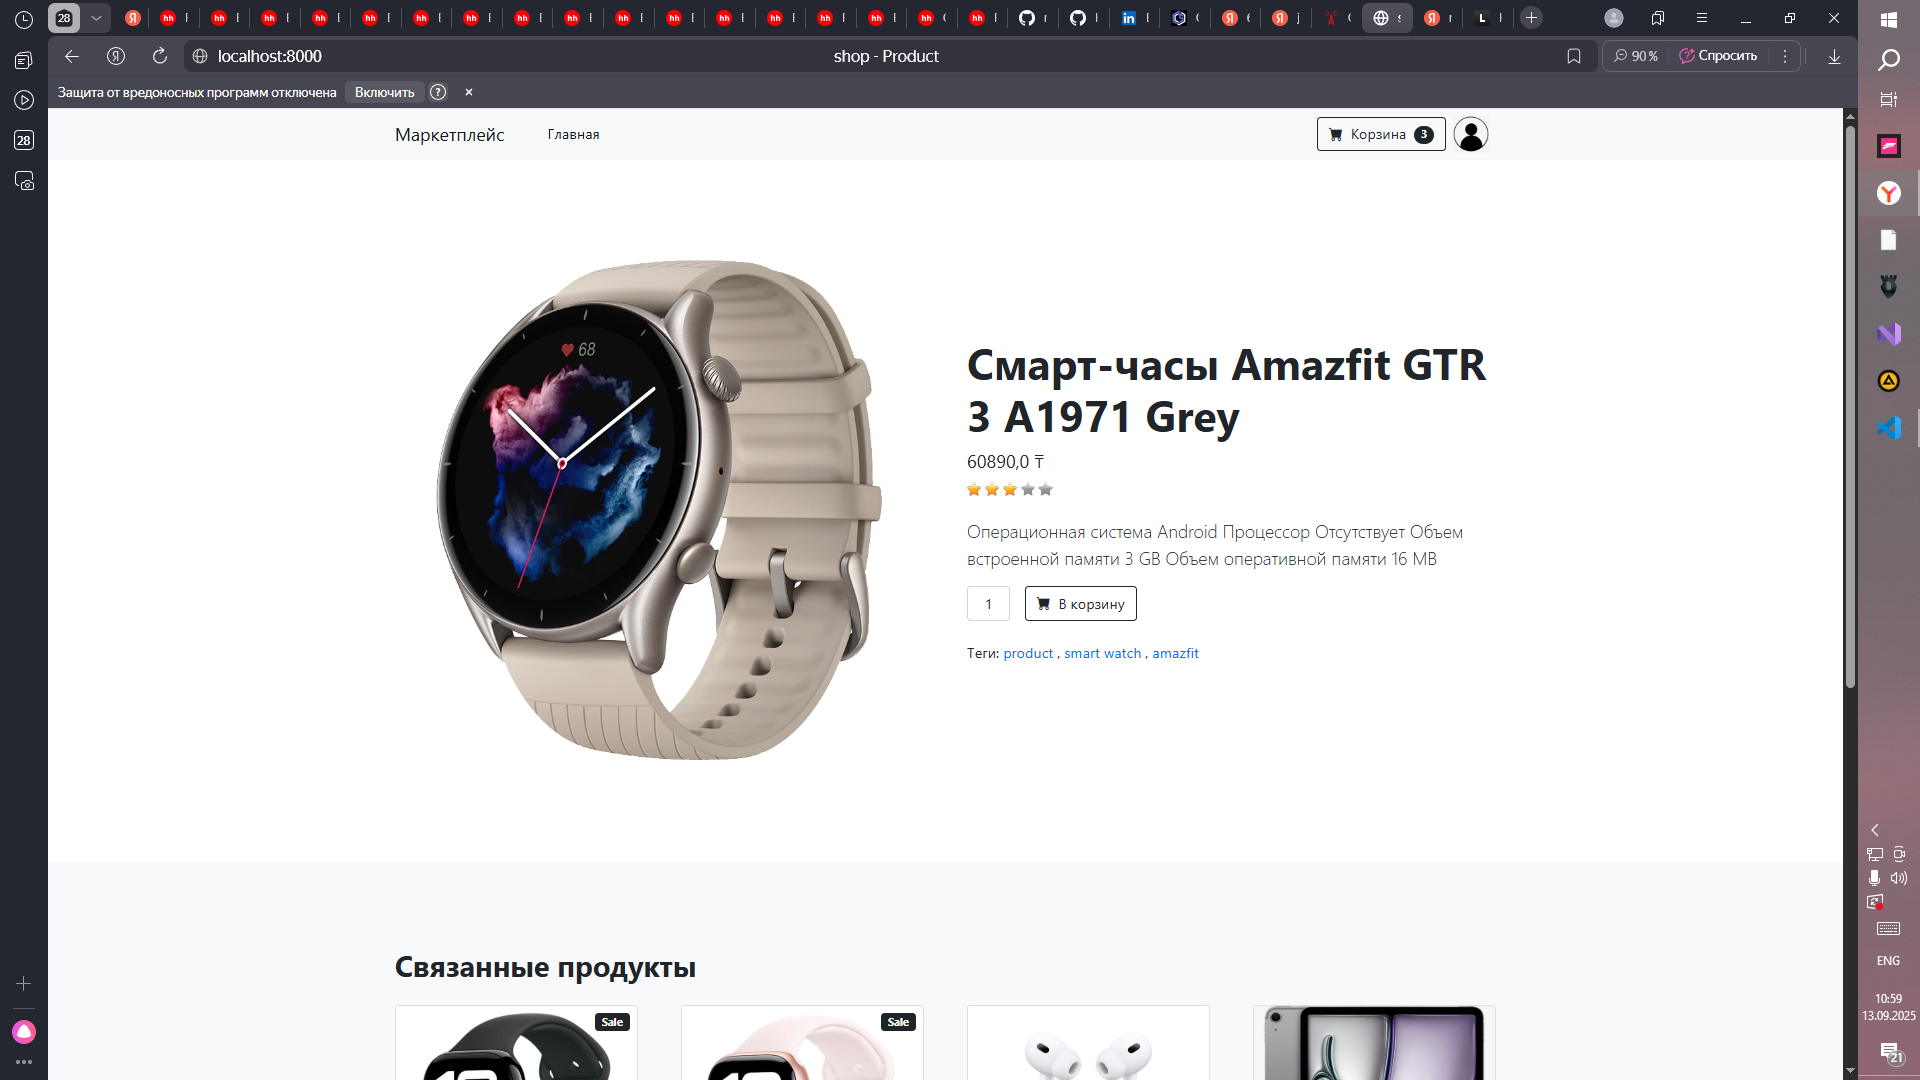 28
localhost:8000
shop - Product
90 %
Спросить
Защита от вредоносных программ отключена
Включить
?
28
Маркетплейс
Главная
Корзина 3
68
Смарт-часы Amazfit GTR
3 A1971 Grey
60890,0 ₸
Операционная система Android Процессор Отсутствует Объем
встроенной памяти 3 GB Объем оперативной памяти 16 MB
1
В корзину
Теги: product , smart watch , amazfit
Связанные продукты
Sale
Sale
ENG
10:59
13.09.2025
21